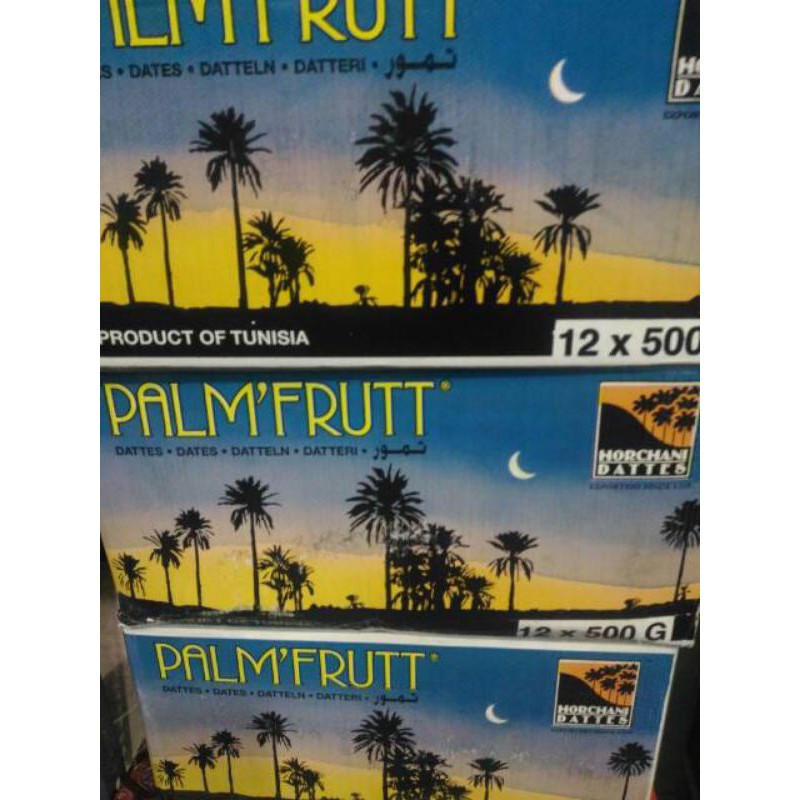 PALM'FRUTT
DATES • DATTELN • DATTERI • تمور
PRODUCT OF TUNISIA
12 x 500
PALM'FRUTT®
DATTES • DATES • DATTELN • DATTERI • تمور
HORCHANI
DATTES
12 x 500 G
PALM'FRUTT®
DATTES • DATES • DATTELN • DATTERI • تمور
HORCHANI
DATTES